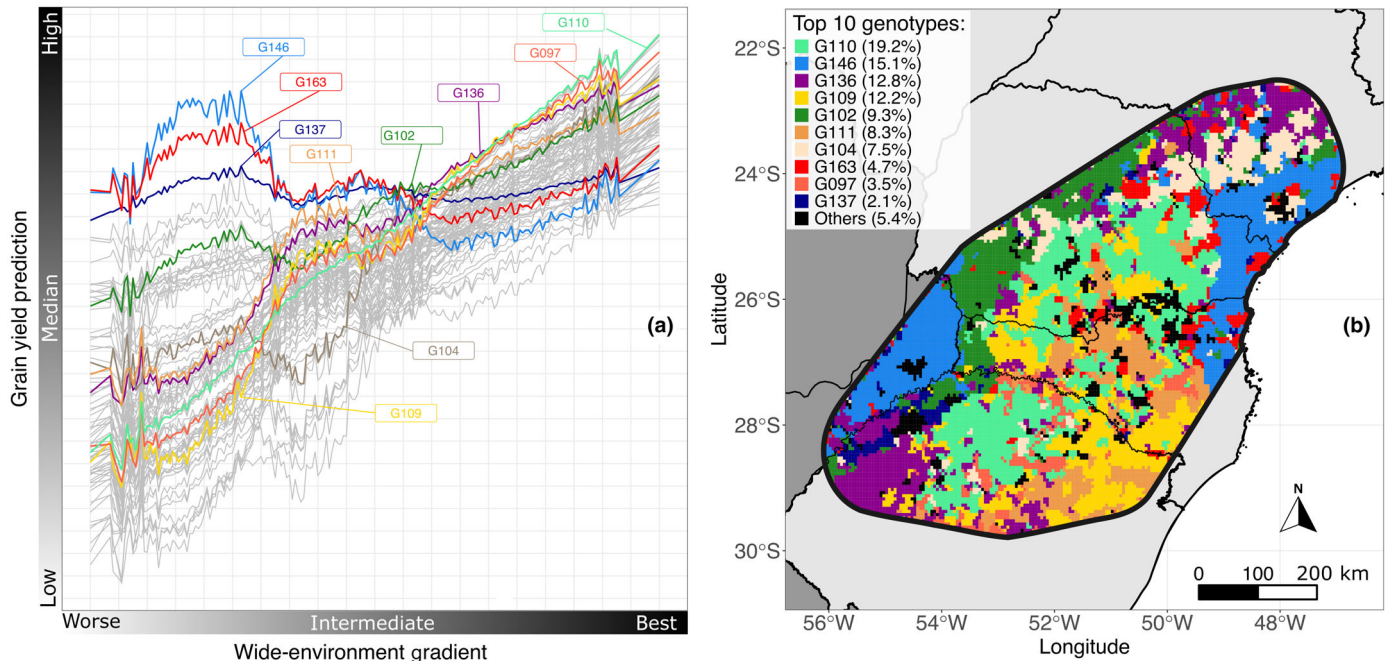 High
Median
Low
Grain yield prediction
G110
G146
G097
G163
G136
G137
G102
G111
(a)
G104
G109
Worse
Intermediate
Best
Wide-environment gradient
Top 10 genotypes:
G110 (19.2%)
G146 (15.1%)
G136 (12.8%)
G109 (12.2%)
G102 (9.3%)
G111 (8.3%)
G104 (7.5%)
G163 (4.7%)
G097 (3.5%)
G137 (2.1%)
Others (5.4%)
22°S
24°S
26°S
28°S
30°S
Latitude
(b)
N
0 100 200 km
56°W 54°W 52°W 50°W 48°W
Longitude